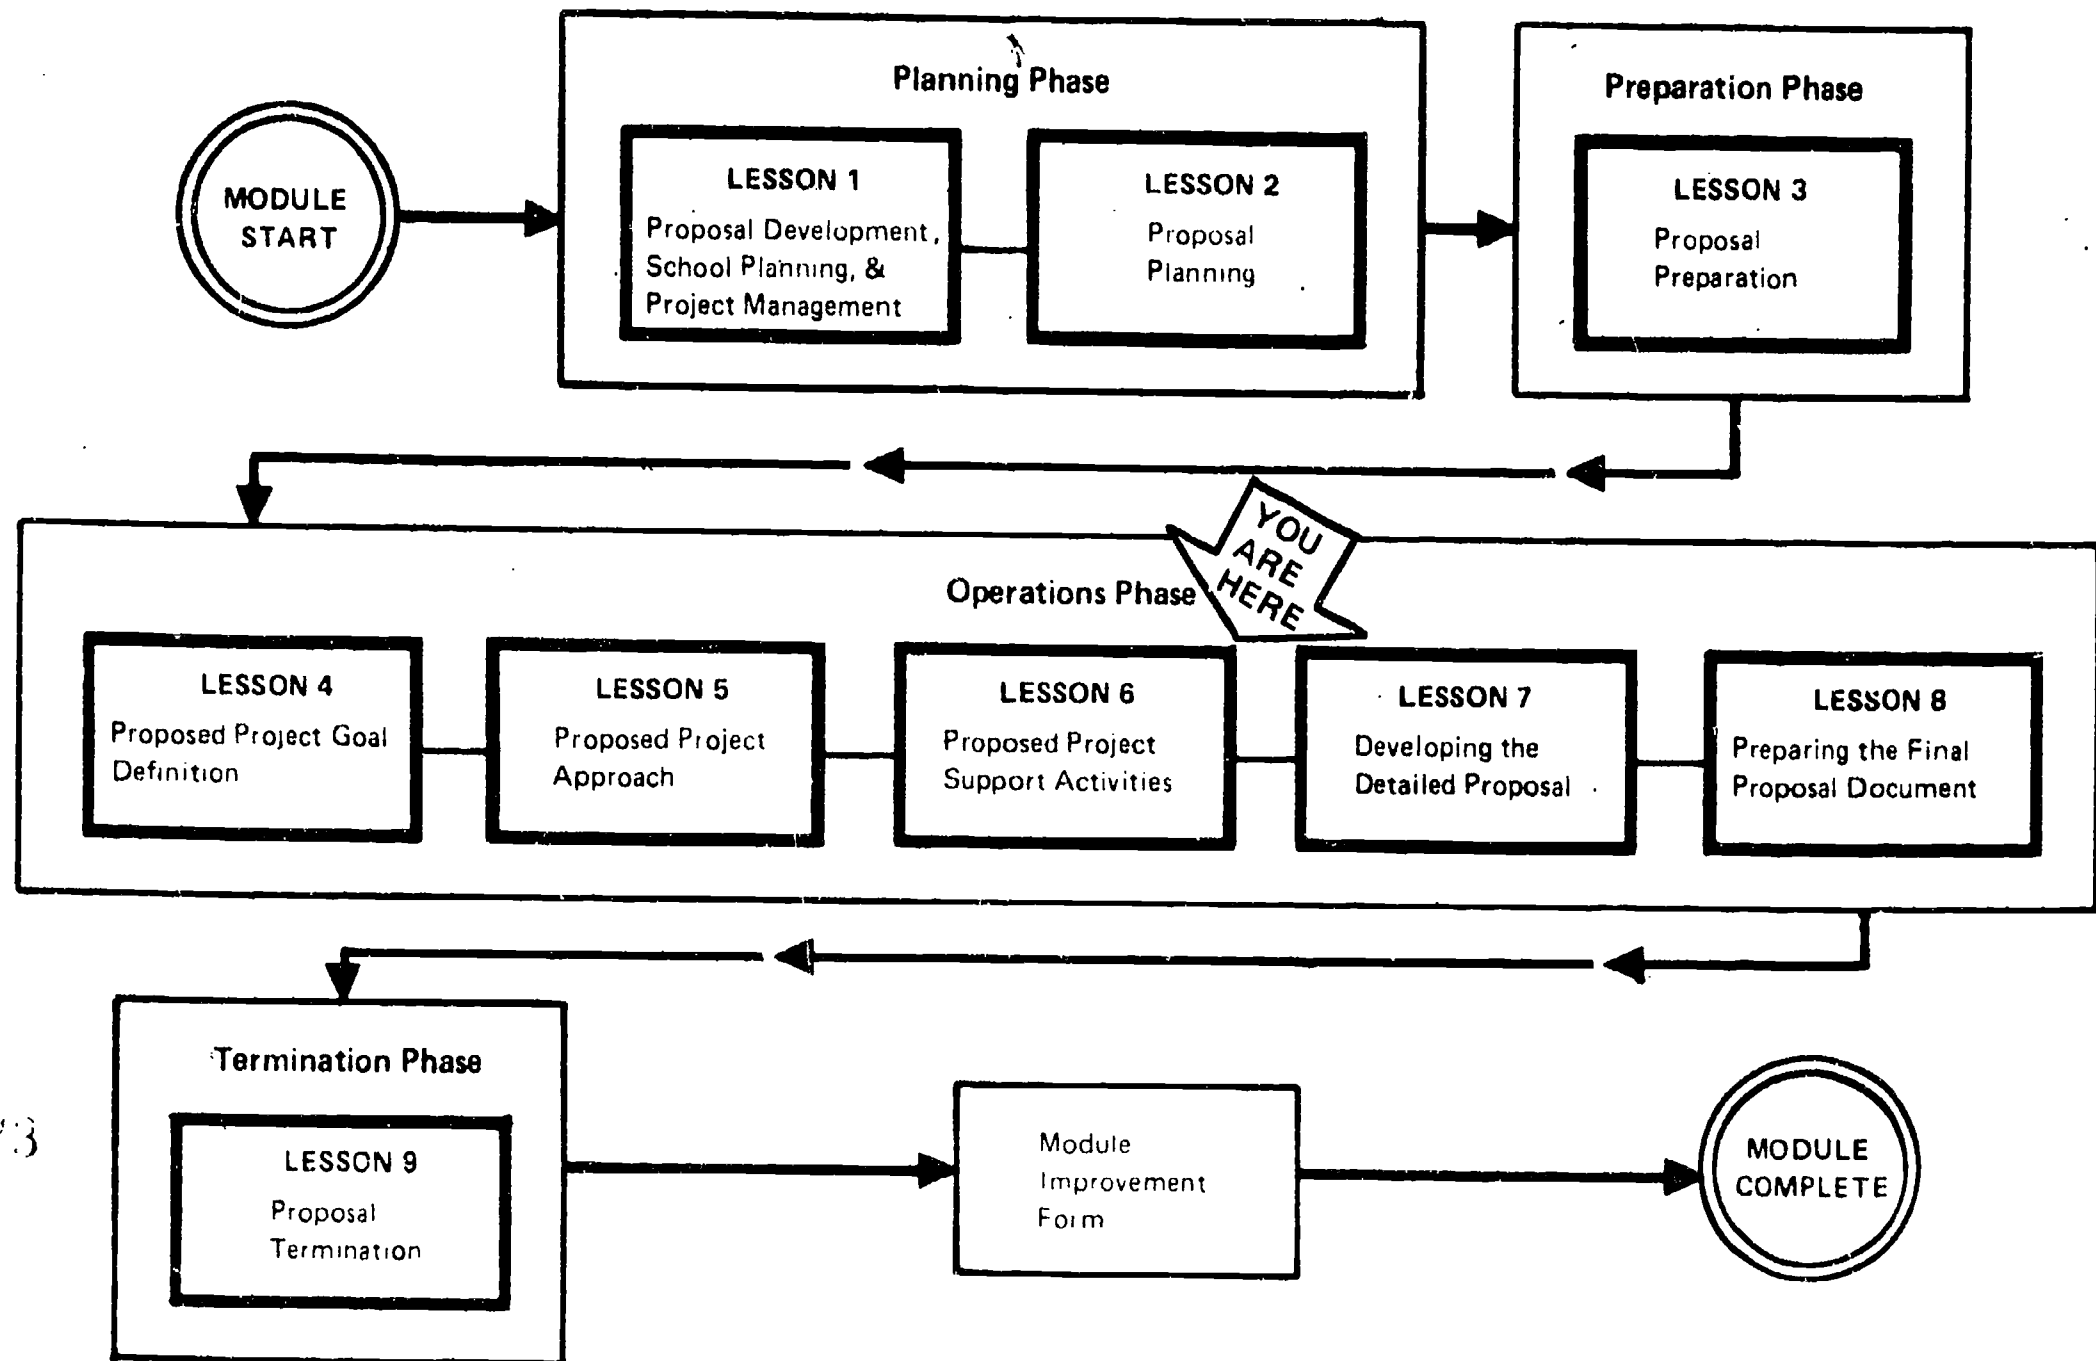 Planning Phase
Preparation Phase
MODULE
START
LESSON 1
Proposal Development,
School Planning, &
Project Management
LESSON 2
Proposal
Planning
LESSON 3
Proposal
Preparation
YOU
ARE
HERE
Operations Phase
LESSON 4
Proposed Project Goal
Definition
LESSON 5
Proposed Project
Approach
LESSON 6
Proposed Project
Support Activities
LESSON 7
Developing the
Detailed Proposal
LESSON 8
Preparing the Final
Proposal Document
Termination Phase
LESSON 9
Proposal
Termination
Module
Improvement
Form
MODULE
COMPLETE